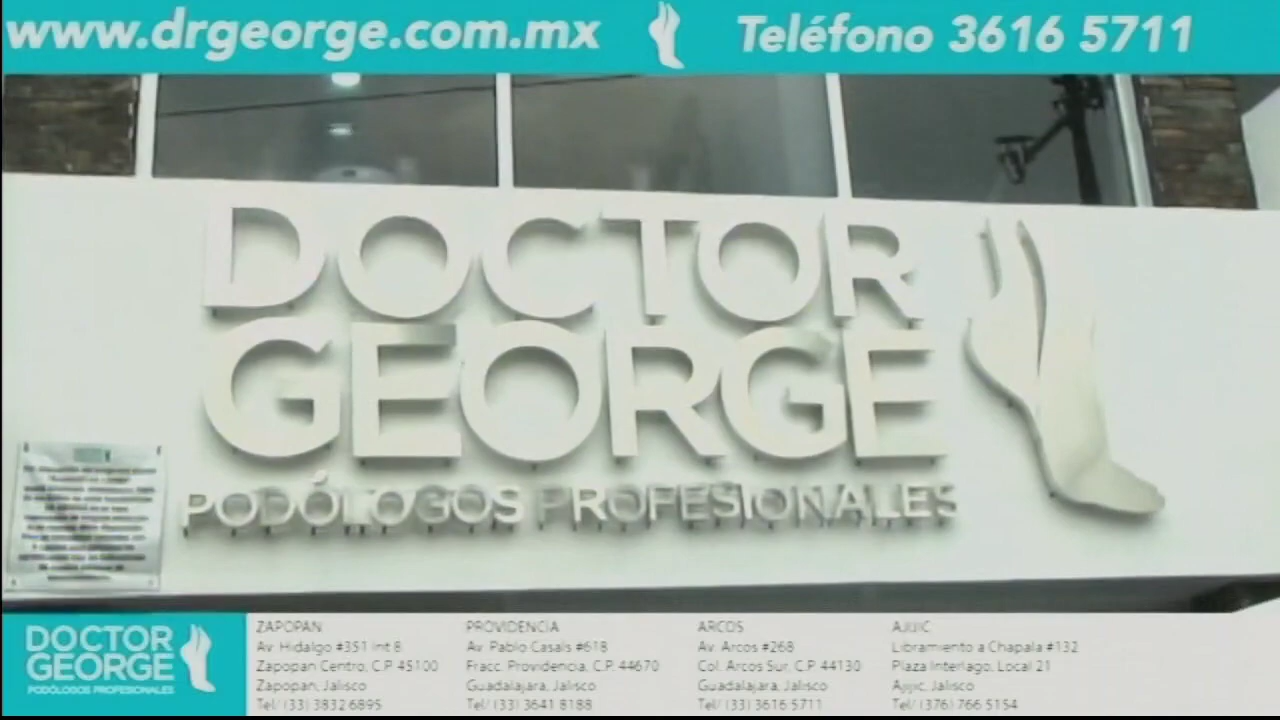 www.drgeorge.com.mx
Teléfono 3616 5711
DOCTOR
GEORGE
PODÓLOGOS PROFESIONALES
DOCTOR
GEORGE
PODÓLOGOS PROFESIONALES
ZAPOPAN
Av. Hidalgo #351 Int 8
Zapopan Centro, C.P. 45100
Zapopan, Jalisco
Tel/ (33) 3832 6895
PROVIDENCIA
Av. Pablo Casals #618
Fracc. Providencia, C.P. 44670
Guadalajara, Jalisco
Tel/ (33) 3641 8188
ARCOS
Av. Arcos #268
Col. Arcos Sur, C.P. 44130
Guadalajara, Jalisco
Tel/ (33) 3616 5711
AJIJIC
Libramiento a Chapala #132
Plaza Interlago, Local 21
Ajijic, Jalisco
Tel/ (376) 766 5154